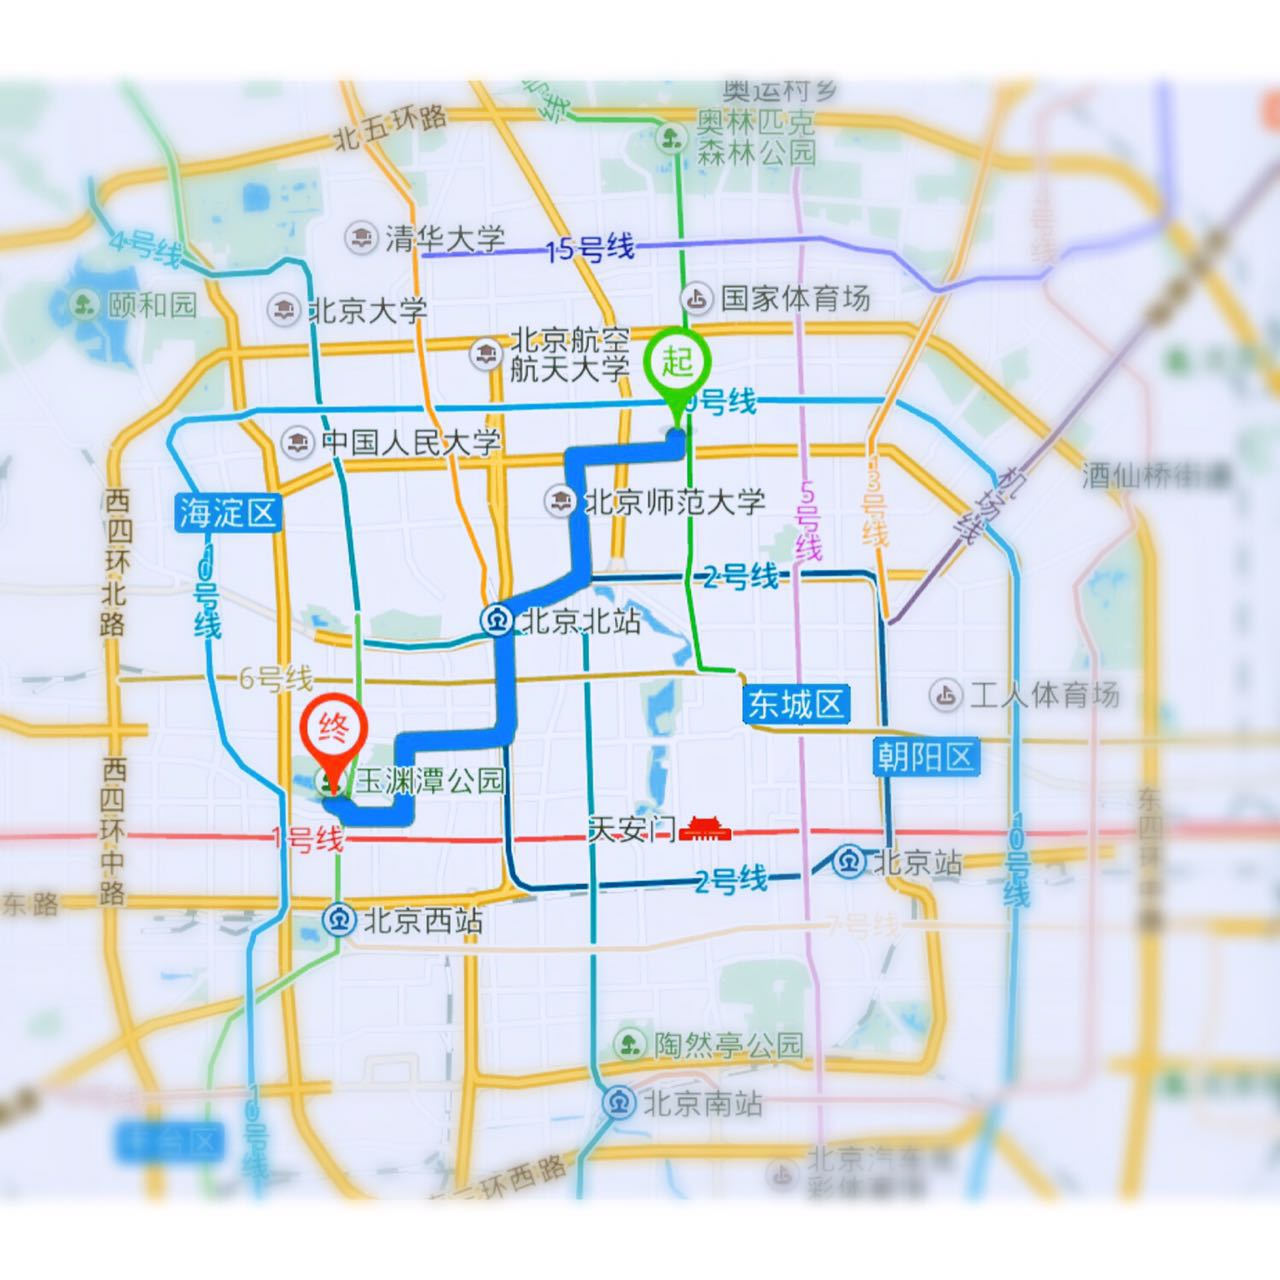 奥运村乡
奥林匹克
森林公园
北五环路
清华大学
15号线
4号线
颐和园
北京大学
国家体育场
北京航空
航天大学
起
0号线
中国人民大学
西四环北路
海淀区
10号线
北京师范大学
5号线
13号线
机场线
酒仙桥街道
2号线
北京北站
6号线
东城区
工人体育场
终
朝阳区
西四环中路
玉渊潭公园
1号线
天安门
东四环中路
10号线
2号线
北京站
东路
北京西站
7号线
陶然亭公园
北京南站
10号线
丰台区
三环西路
北京汽车